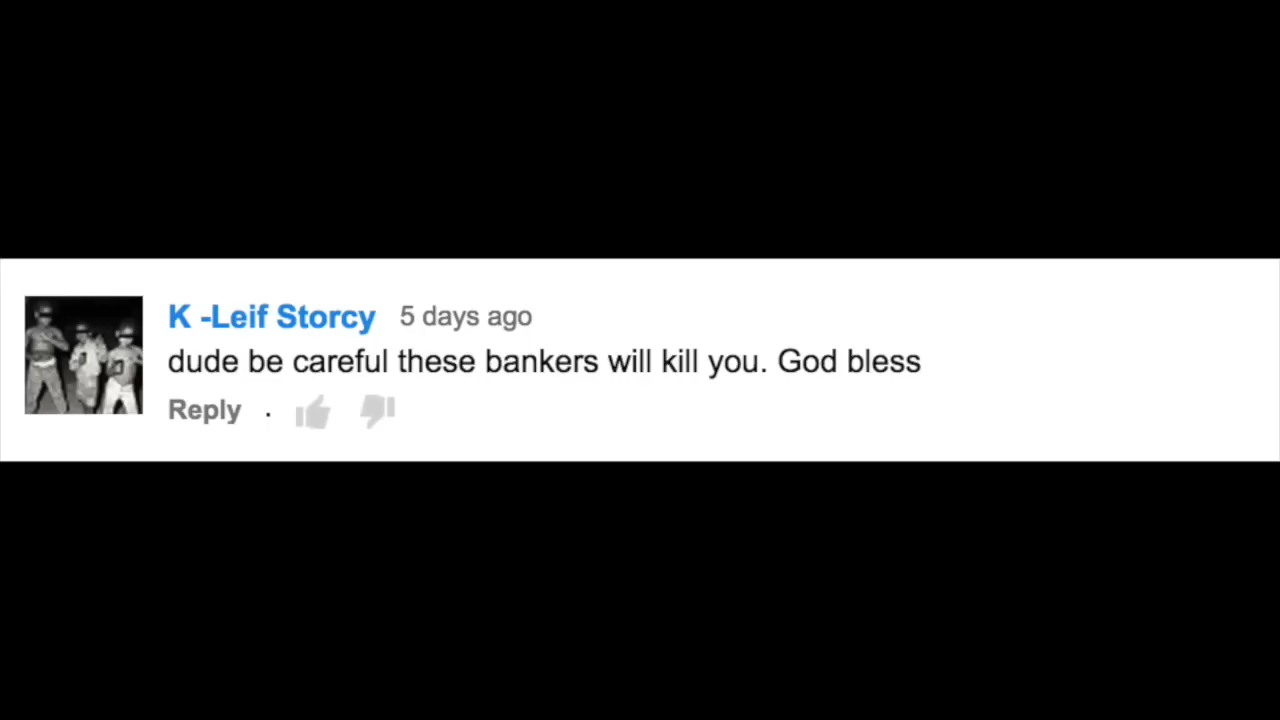 K -Leif Storcy 5 days ago
dude be careful these bankers will kill you. God bless
Reply .